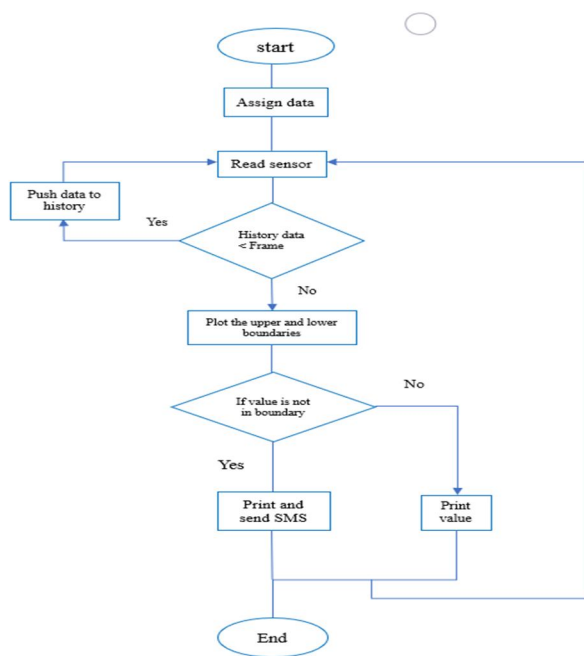 start
Assign data
Read sensor
Push data to
history
Yes
History data
< Frame
No
Plot the upper and lower
boundaries
No
If value is not
in boundary
Yes
Print and
send SMS
Print
value
End